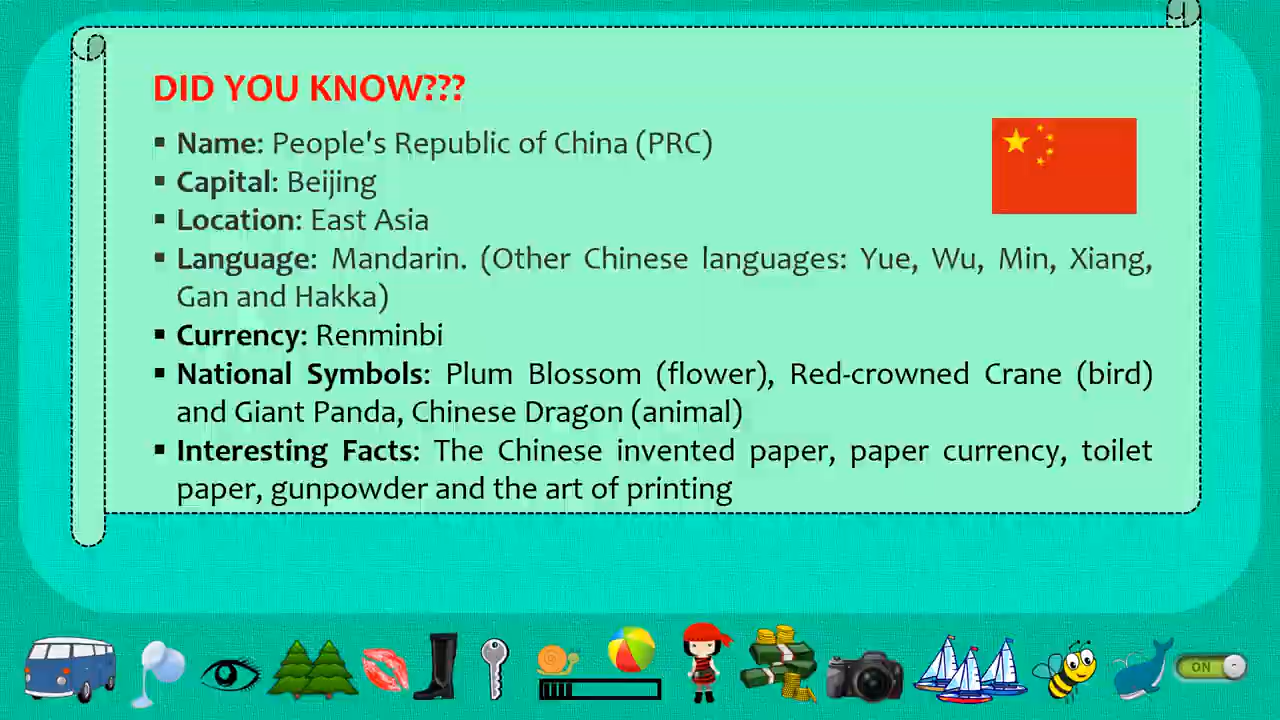 DID YOU KNOW???
▪ Name: People's Republic of China (PRC)
▪ Capital: Beijing
▪ Location: East Asia
▪ Language: Mandarin. (Other Chinese languages: Yue, Wu, Min, Xiang,
Gan and Hakka)
▪ Currency: Renminbi
▪ National Symbols: Plum Blossom (flower), Red-crowned Crane (bird)
and Giant Panda, Chinese Dragon (animal)
▪ Interesting Facts: The Chinese invented paper, paper currency, toilet
paper, gunpowder and the art of printing
ON